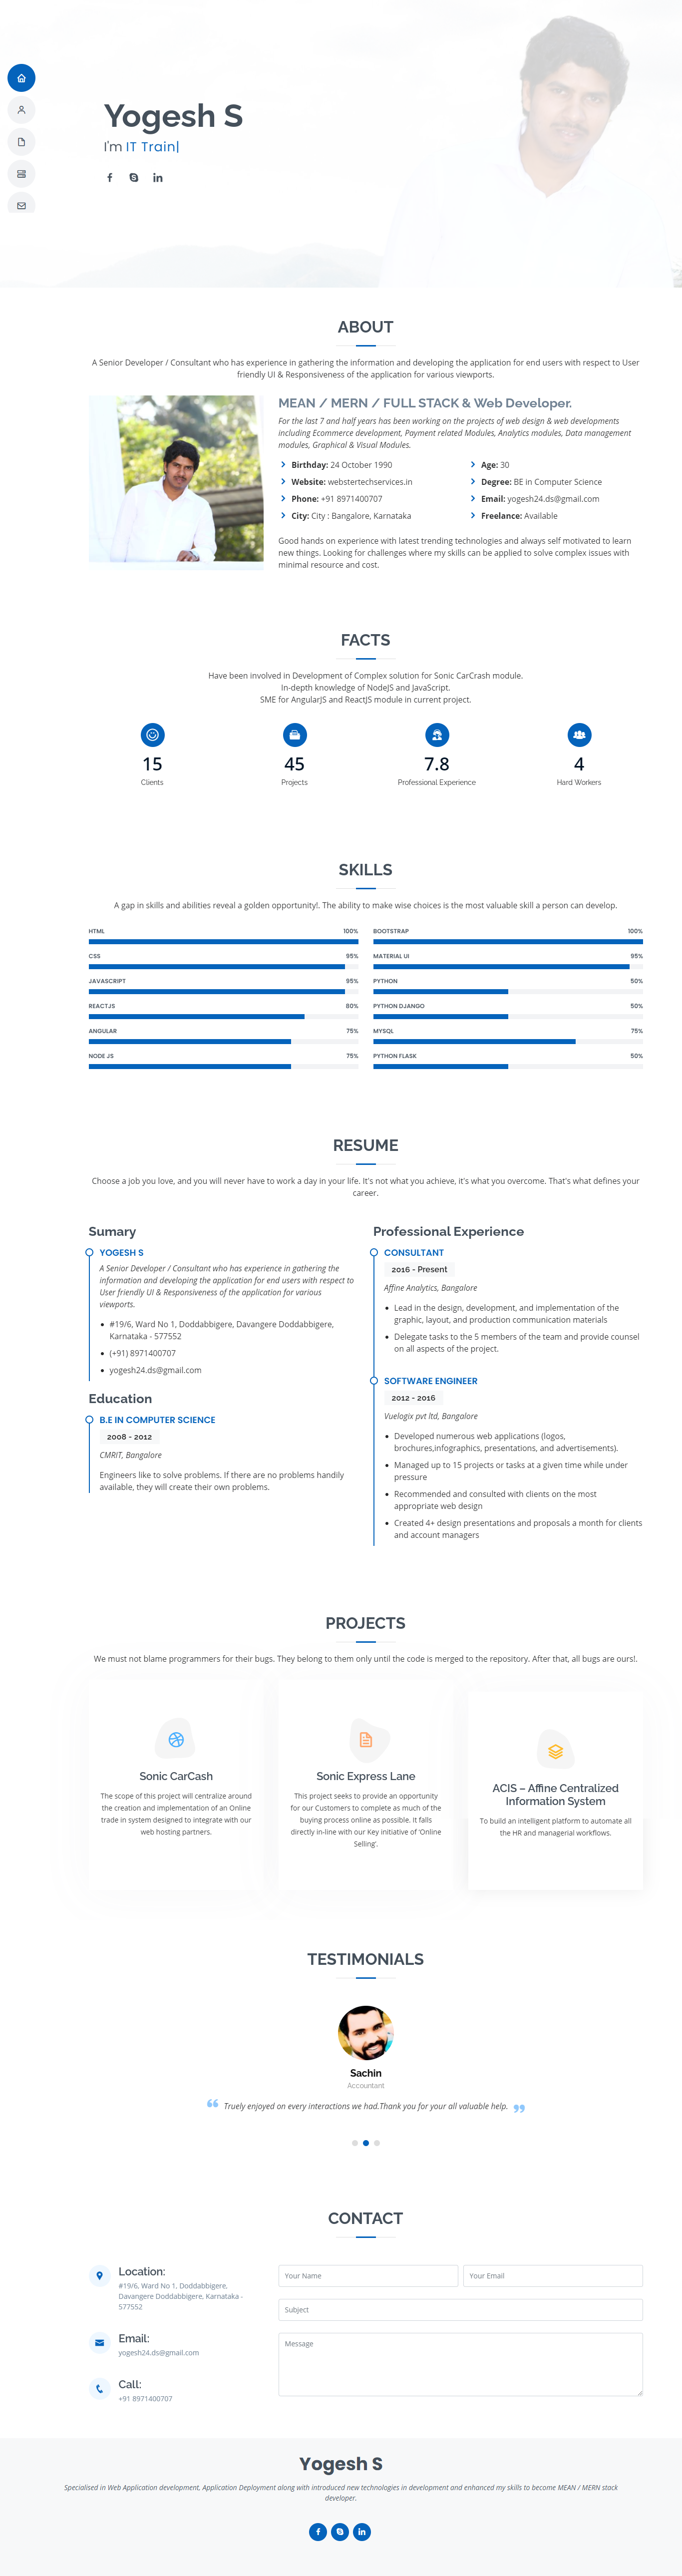 Yogesh S
I'm IT Train|
ABOUT
A Senior Developer / Consultant who has experience in gathering the information and developing the application for end users with respect to User
friendly UI & Responsiveness of the application for various viewports.
MEAN / MERN / FULL STACK & Web Developer.
For the last 7 and half years has been working on the projects of web design & web developments
including Ecommerce development, Payment related Modules, Analytics modules, Data management
modules, Graphical & Visual Modules.
Birthday: 24 October 1990
Age: 30
Website: webstertechservices.in
Degree: BE in Computer Science
Phone: +91 8971400707
Email: yogesh24.ds@gmail.com
City: City : Bangalore, Karnataka
Freelance: Available
Good hands on experience with latest trending technologies and always self motivated to learn
new things. Looking for challenges where my skills can be applied to solve complex issues with
minimal resource and cost.
FACTS
Have been involved in Development of Complex solution for Sonic CarCrash module.
In-depth knowledge of NodeJS and JavaScript.
SME for AngularJS and ReactJS module in current project.
15
45
7.8
4
Clients
Projects
Professional Experience
Hard Workers
SKILLS
A gap in skills and abilities reveal a golden opportunity!. The ability to make wise choices is the most valuable skill a person can develop.
HTML 100%
BOOTSTRAP 100%
CSS 95%
MATERIAL UI 95%
JAVASCRIPT 95%
PYTHON 50%
REACTJS 80%
PYTHON DJANGO 50%
ANGULAR 75%
MYSQL 75%
NODE JS 75%
PYTHON FLASK 50%
RESUME
Choose a job you love, and you will never have to work a day in your life. It's not what you achieve, it's what you overcome. That's what defines your
career.
Sumary
YOGESH S
A Senior Developer / Consultant who has experience in gathering the
information and developing the application for end users with respect to
User friendly UI & Responsiveness of the application for various
viewports.
#19/6, Ward No 1, Doddabbigere, Davangere Doddabbigere,
Karnataka - 577552
(+91) 8971400707
yogesh24.ds@gmail.com
Education
B.E IN COMPUTER SCIENCE
2008 - 2012
CMRIT, Bangalore
Engineers like to solve problems. If there are no problems handily
available, they will create their own problems.
Professional Experience
CONSULTANT
2016 - Present
Affine Analytics, Bangalore
Lead in the design, development, and implementation of the
graphic, layout, and production communication materials
Delegate tasks to the 5 members of the team and provide counsel
on all aspects of the project.
SOFTWARE ENGINEER
2012 - 2016
Vuelogix pvt ltd, Bangalore
Developed numerous web applications (logos,
brochures,infographics, presentations, and advertisements).
Managed up to 15 projects or tasks at a given time while under
pressure
Recommended and consulted with clients on the most
appropriate web design
Created 4+ design presentations and proposals a month for clients
and account managers
PROJECTS
We must not blame programmers for their bugs. They belong to them only until the code is merged to the repository. After that, all bugs are ours!.
Sonic CarCash
The scope of this project will centralize around
the creation and implementation of an Online
trade in system designed to integrate with our
web hosting partners.
Sonic Express Lane
This project seeks to provide an opportunity
for our Customers to complete as much of the
buying process online as possible. It falls
directly in-line with our Key Initiative of 'Online
Selling'.
ACIS – Affine Centralized
Information System
To build an intelligent platform to automate all
the HR and managerial workflows.
TESTIMONIALS
Sachin
Accountant
Truely enjoyed on every interactions we had.Thank you for your all valuable help.
CONTACT
Location:
#19/6, Ward No 1, Doddabbigere,
Davangere Doddabbigere, Karnataka -
577552
Email:
yogesh24.ds@gmail.com
Call:
+91 8971400707
Your Name
Your Email
Subject
Message
Yogesh S
Specialised in Web Application development, Application Deployment along with introduced new technologies in development and enhanced my skills to become MEAN / MERN stack
developer.